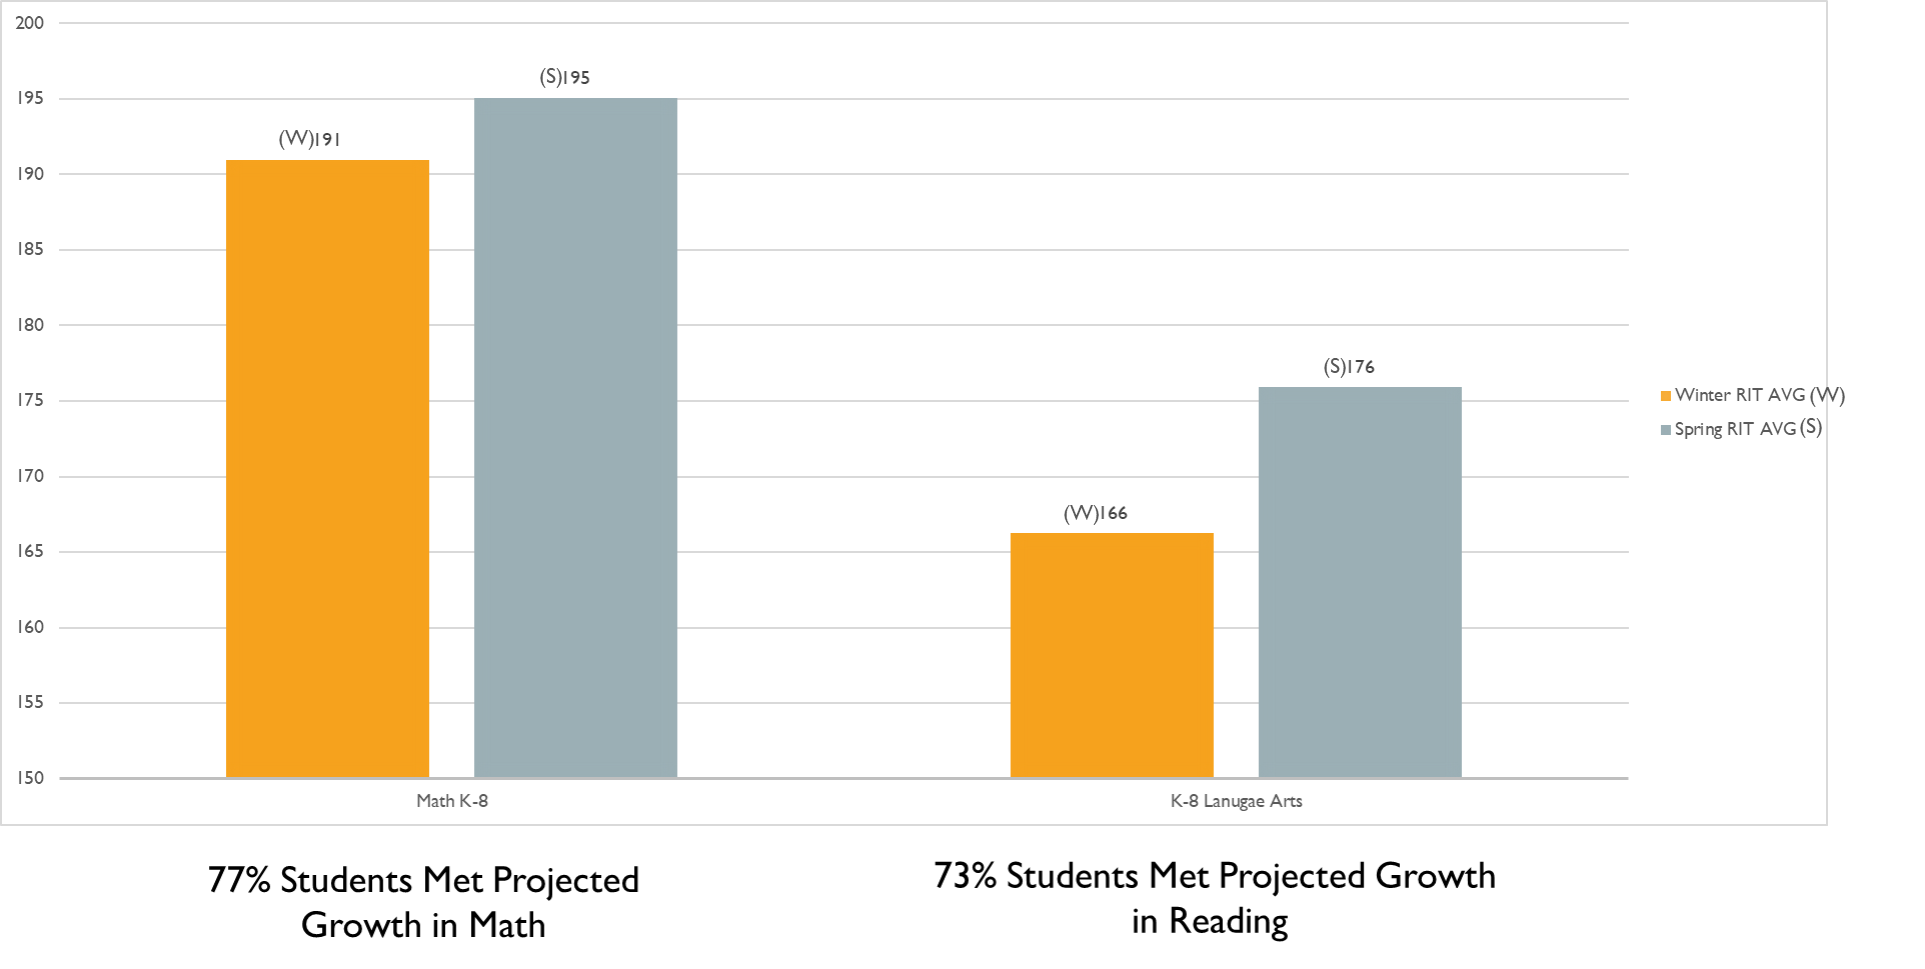 200
195
190
185
180
175
170
165
160
155
150
(W)191
(S)195
(W)166
(S)176
Math K-8
K-8 Lanugae Arts
Winter RIT AVG (W)
Spring RIT AVG (S)
77% Students Met Projected
Growth in Math
73% Students Met Projected Growth
in Reading